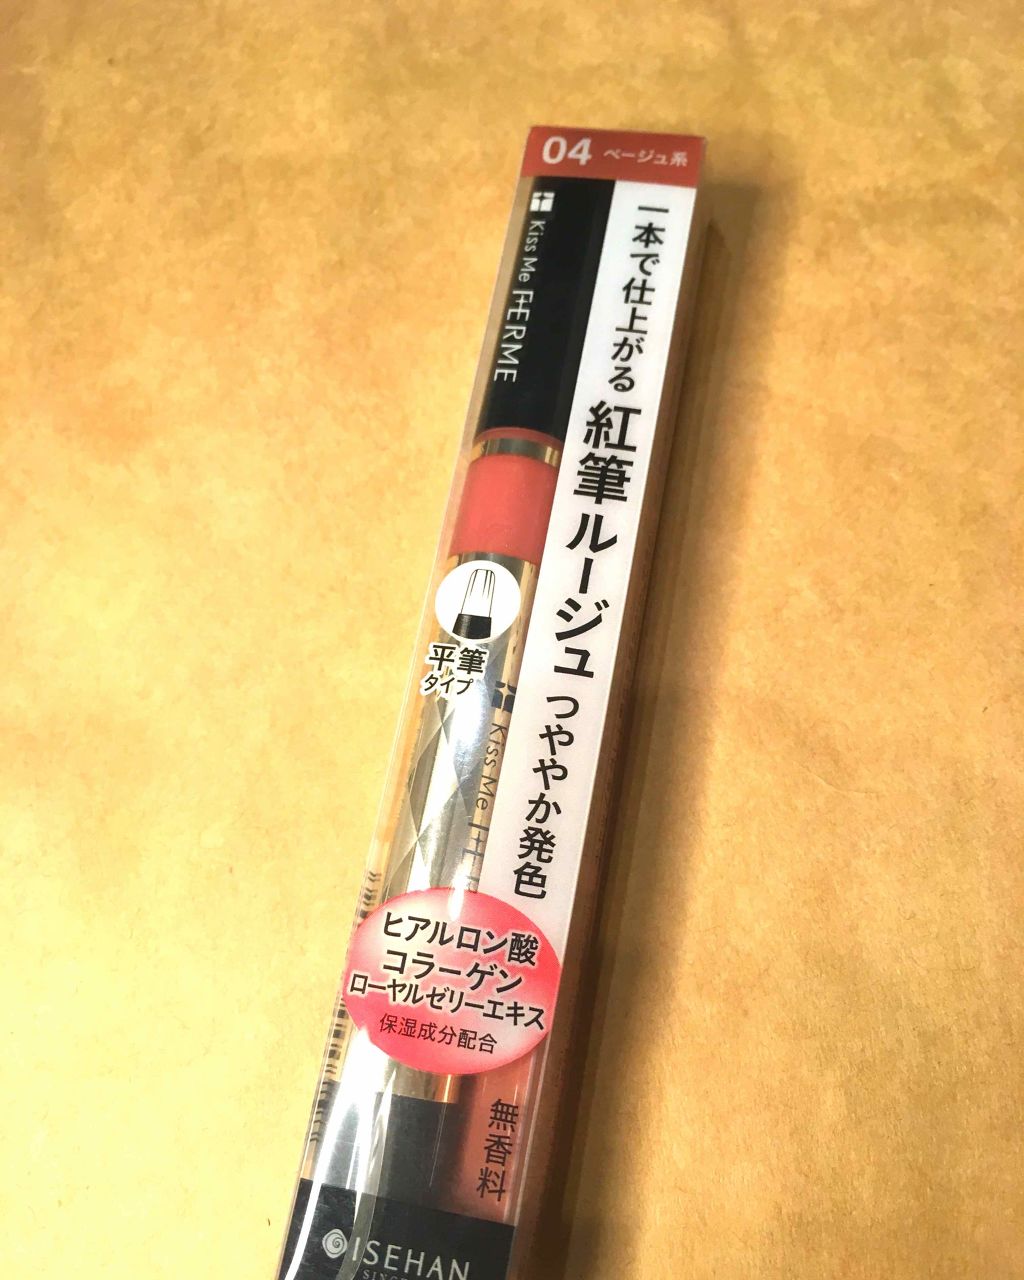 04 ベージュ系
Kiss Me FERME
一本で仕上がる 紅筆ルージュ つややか発色
平筆
タイプ
Kiss Me
ヒアルロン酸
コラーゲン
ローヤルゼリーエキス
保湿成分配合
無香料
ISEHAN